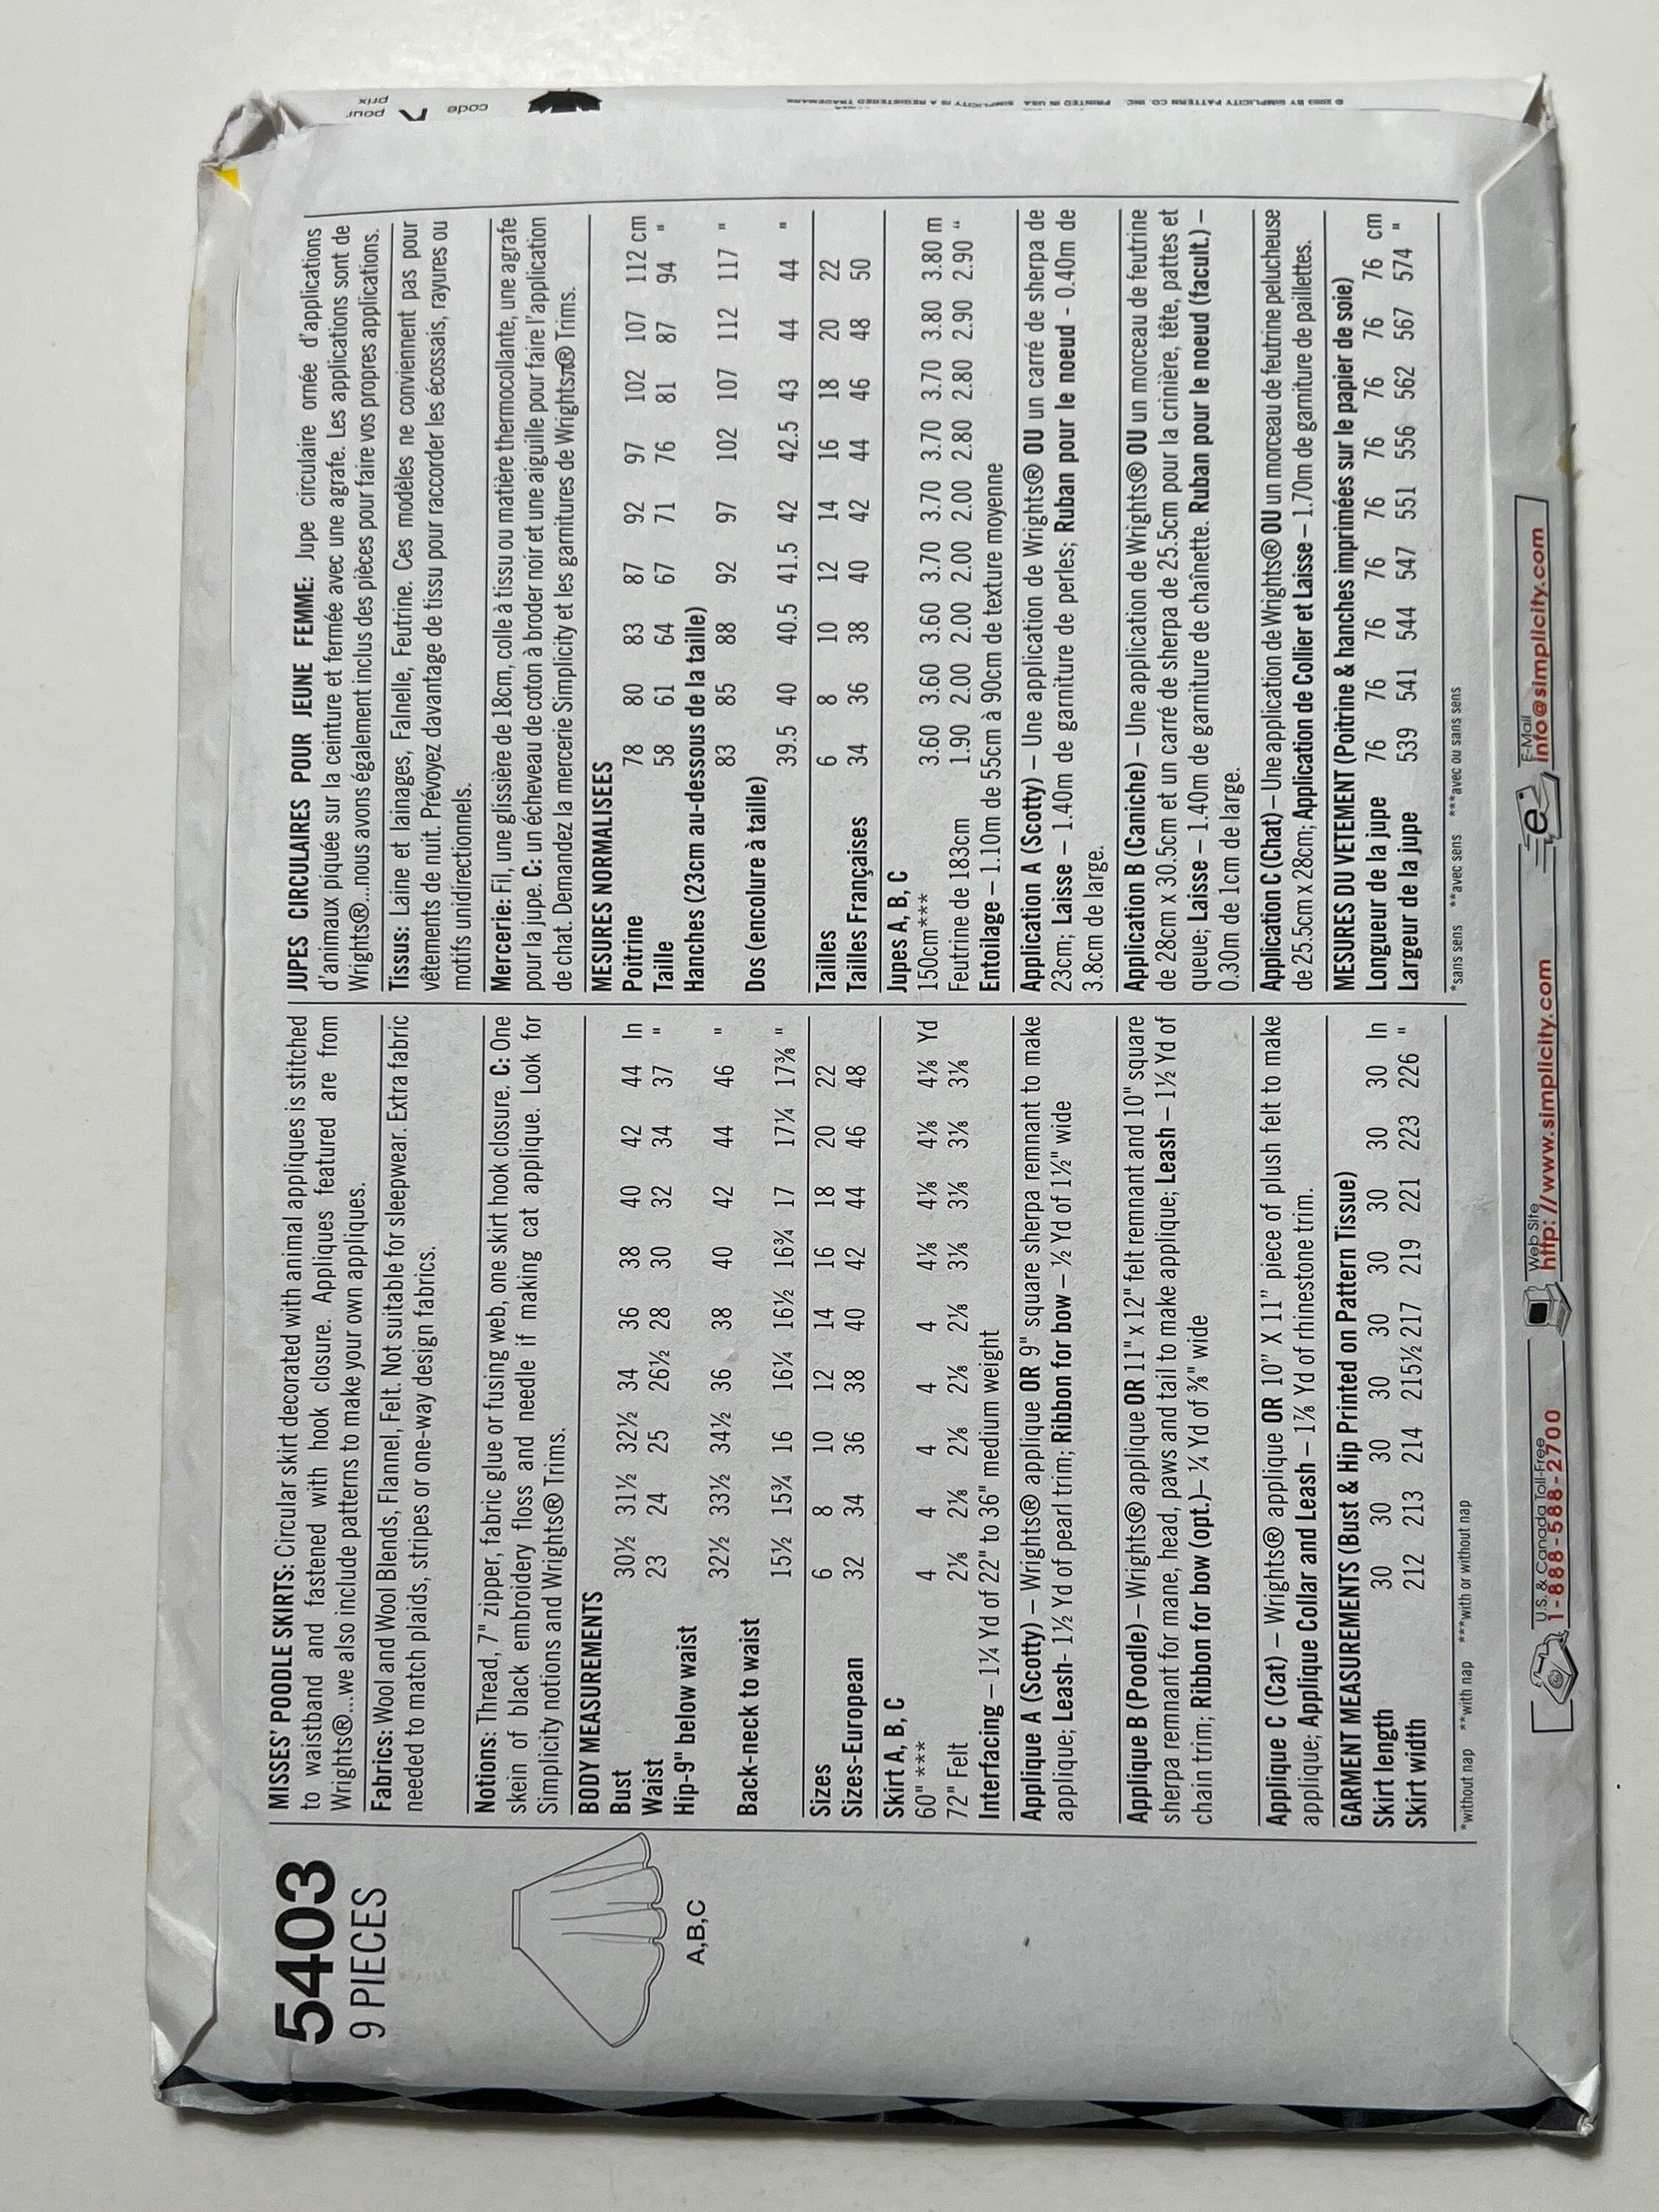 5403
9 PIECES
A,B,C
MISSES' POODLE SKIRTS: Circular skirt decorated with animal appliques is stitched
to waistband and fastened with hook closure. Appliques featured are from
Wrights®...we also include patterns to make your own appliques.
Fabrics: Wool and Wool Blends, Flannel, Felt. Not suitable for sleepwear. Extra fabric
needed to match plaids, stripes or one-way design fabrics.
Notions: Thread, 7" zipper, fabric glue or fusing web, one skirt hook closure. C: One
skein of black embroidery floss and needle if making cat applique. Look for
Simplicity notions and Wrights® Trims.
BODY MEASUREMENTS
Bust 30½ 31½ 32½ 34 36 38 40 42 44 In
Waist 23 24 25 26½ 28 30 32 34 37 "
Hip-9" below waist
32½ 33½ 34½ 36 38 40 42 44 46 "
Back-neck to waist
15½ 15¾ 16 16¼ 16½ 16¾ 17 17¼ 17⅜ "
Sizes 6 8 10 12 14 16 18 20 22
Sizes-European 32 34 36 38 40 42 44 46 48
Skirt A, B, C
60" *** 4 4 4 4 4 4⅛ 4⅛ 4⅛ 4⅛ Yd
72" Felt 2⅛ 2⅛ 2⅛ 2⅛ 2⅛ 3⅛ 3⅛ 3⅛ 3⅛
Interfacing – 1¼ Yd of 22" to 36" medium weight
Applique A (Scotty) – Wrights® applique OR 9" square sherpa remnant to make
applique; Leash- 1½ Yd of pearl trim; Ribbon for bow – ½ Yd of 1½" wide
Applique B (Poodle) – Wrights® applique OR 11" x 12" felt remnant and 10" square
sherpa remnant for mane, head, paws and tail to make applique; Leash – 1½ Yd of
chain trim; Ribbon for bow (opt.)– ¼ Yd of ⅜" wide
Applique C (Cat) – Wrights® applique OR 10" X 11" piece of plush felt to make
applique; Applique Collar and Leash – 1⅞ Yd of rhinestone trim.
GARMENT MEASUREMENTS (Bust & Hip Printed on Pattern Tissue)
Skirt length 30 30 30 30 30 30 30 30 30 In
Skirt width 212 213 214 215½ 217 219 221 223 226 "
*without nap **with nap ***with or without nap
JUPES CIRCULAIRES POUR JEUNE FEMME: Jupe circulaire ornée d'applications
d'animaux piquée sur la ceinture et fermée avec une agrafe. Les applications sont de
Wrights®...nous avons également inclus des pièces pour faire vos propres applications.
Tissus: Laine et lainages, Falnelle, Feutrine. Ces modèles ne conviennent pas pour
vêtements de nuit. Prévoyez davantage de tissu pour raccorder les écossais, rayures ou
motifs unidirectionnels.
Mercerie: Fil, une glissière de 18cm, colle à tissu ou matière thermocollante, une agrafe
pour la jupe. C: un écheveau de coton à broder noir et une aiguille pour faire l'application
de chat. Demandez la mercerie Simplicity et les garnitures de Wrightsπ® Trims.
MESURES NORMALISES
Poitrine 78 80 83 87 92 97 102 107 112 cm
Taille 58 61 64 67 71 76 81 87 94 "
Hanches (23cm au-dessous de la taille)
83 85 88 92 97 102 107 112 117 "
Dos (encolure à taille)
39.5 40 40.5 41.5 42 42.5 43 44 44 "
Tailles 6 8 10 12 14 16 18 20 22
Tailles Françaises 34 36 38 40 42 44 46 48 50
Jupes A, B, C
150cm*** 3.60 3.60 3.60 3.70 3.70 3.70 3.70 3.80 3.80 m
Feutrine de 183cm 1.90 2.00 2.00 2.00 2.00 2.80 2.80 2.90 2.90 "
Entoilage – 1.10m de 55cm à 90cm de texture moyenne
Application A (Scotty) – Une application de Wrights® OU un carré de sherpa de
23cm; Laisse – 1.40m de garniture de perles; Ruban pour le noeud - 0.40m de
3.8cm de large.
Application B (Caniche) – Une application de Wrights® OU un morceau de feutrine
de 28cm x 30.5cm et un carré de sherpa de 25.5cm pour la crinière, tête, pattes et
queue; Laisse – 1.40m de garniture de chaînette. Ruban pour le noeud (facult.) –
0.30m de 1cm de large.
Application C (Chat) – Une application de Wrights® OU un morceau de feutrine pelucheuse
de 25.5cm x 28cm; Application de Collier et Laisse – 1.70m de garniture de paillettes.
MESURES DU VETEMENT (Poitrine & hanches imprimées sur le papier de soie)
Longueur de la jupe 76 76 76 76 76 76 76 76 76 cm
Largeur de la jupe 539 541 544 547 551 556 562 567 574 "
*sans sens **avec sens ***avec ou sans sens
U.S. & Canada Toll-Free
1-888-588-2700
Web Site
http://www.simplicity.com
E-Mail
info@simplicity.com
code
pour
prix
© 2003 BY SIMPLICITY PATTERN CO. INC. PRINTED IN USA SIMPLICITY IS A REGISTERED TRADEMARK